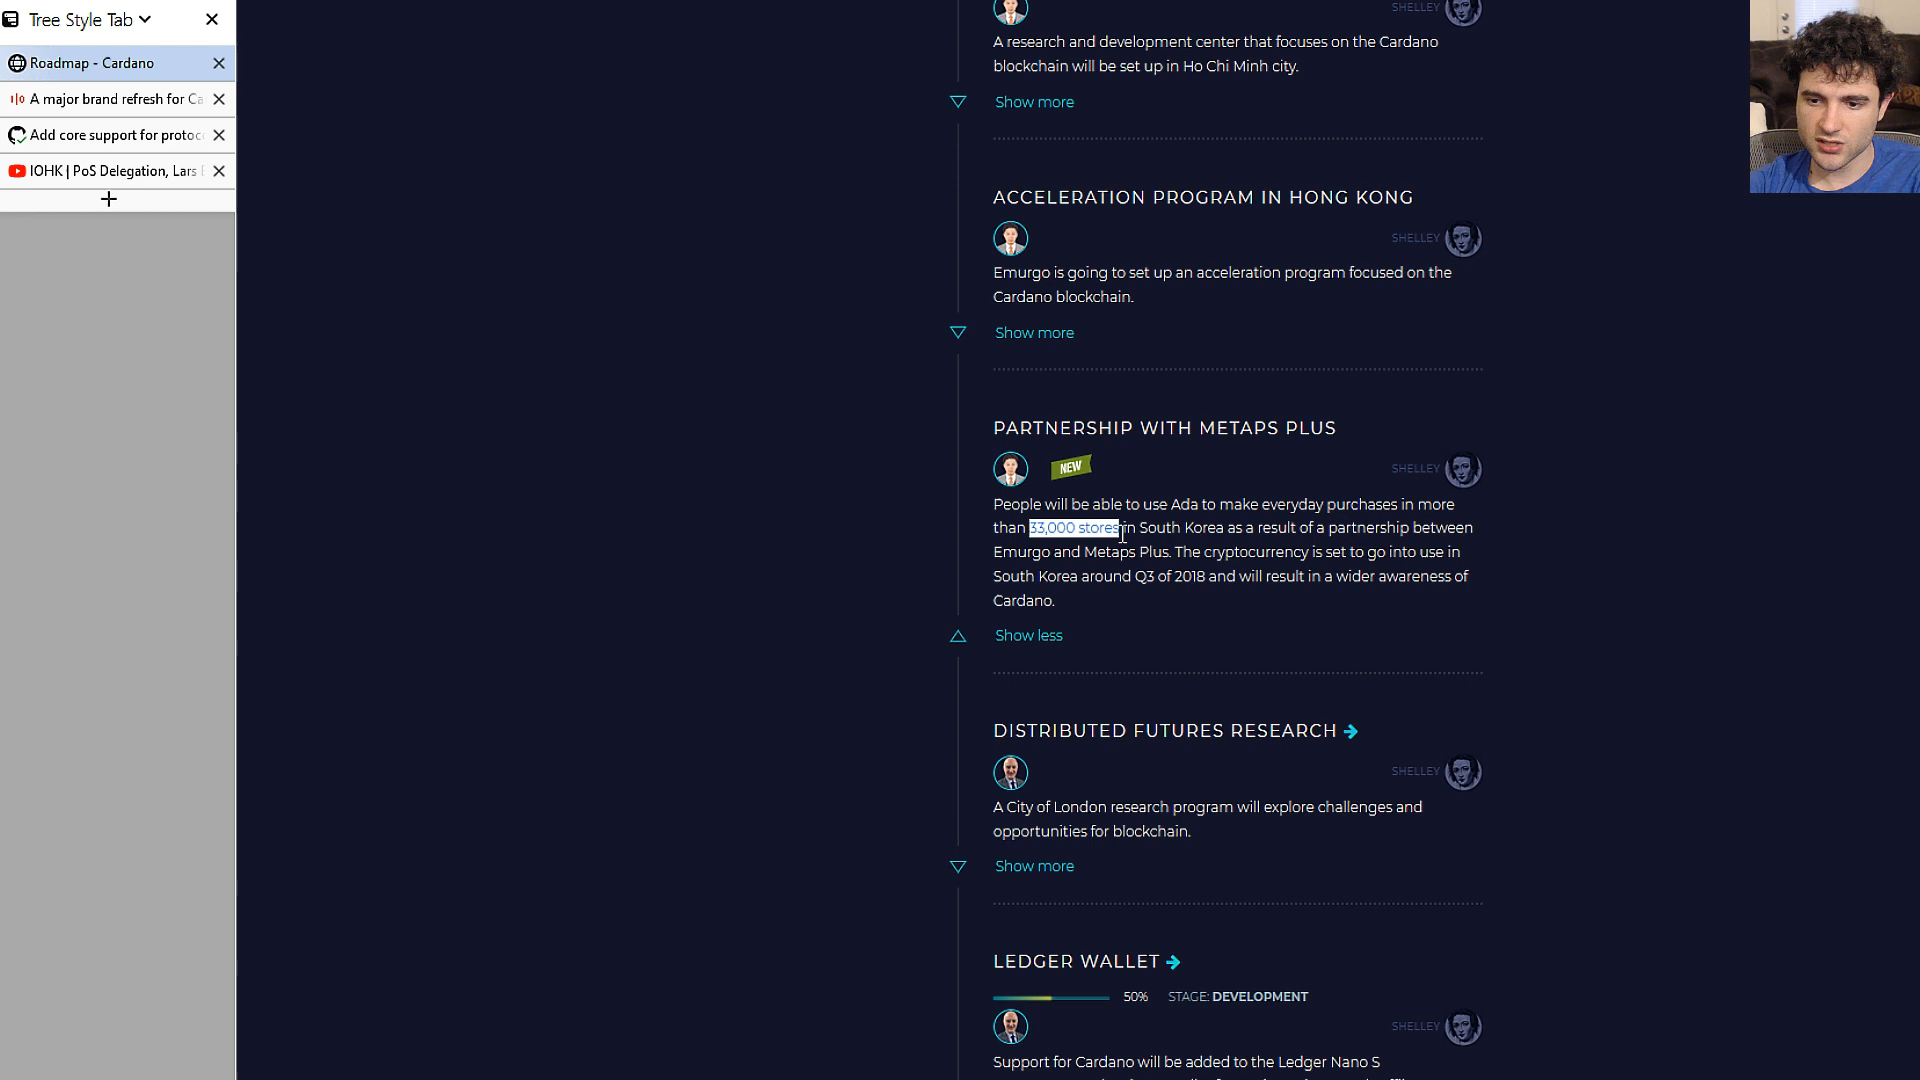 Tree Style Tab
Roadmap - Cardano
A major brand refresh for Ca
Add core support for protoc
IOHK | PoS Delegation, Lars
SHELLEY
A research and development center that focuses on the Cardano
blockchain will be set up in Ho Chi Minh city.
Show more
ACCELERATION PROGRAM IN HONG KONG
SHELLEY
Emurgo is going to set up an acceleration program focused on the
Cardano blockchain.
Show more
PARTNERSHIP WITH METAPS PLUS
NEW
SHELLEY
People will be able to use Ada to make everyday purchases in more
than 33,000 stores in South Korea as a result of a partnership between
Emurgo and Metaps Plus. The cryptocurrency is set to go into use in
South Korea around Q3 of 2018 and will result in a wider awareness of
Cardano.
Show less
DISTRIBUTED FUTURES RESEARCH
SHELLEY
A City of London research program will explore challenges and
opportunities for blockchain.
Show more
LEDGER WALLET
50% STAGE: DEVELOPMENT
SHELLEY
Support for Cardano will be added to the Ledger Nano S